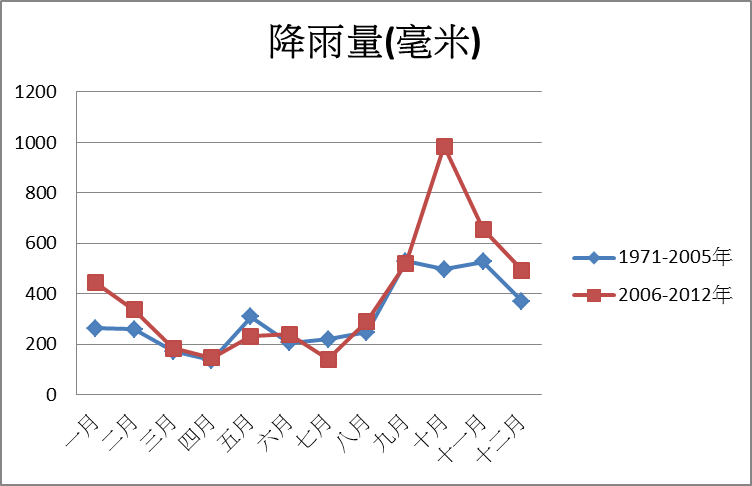 降雨量(毫米)
1200
1000
800
600
400
200
0
一月
二月
三月
四月
五月
六月
七月
八月
九月
十月
十一月
十二月
1971-2005年
2006-2012年